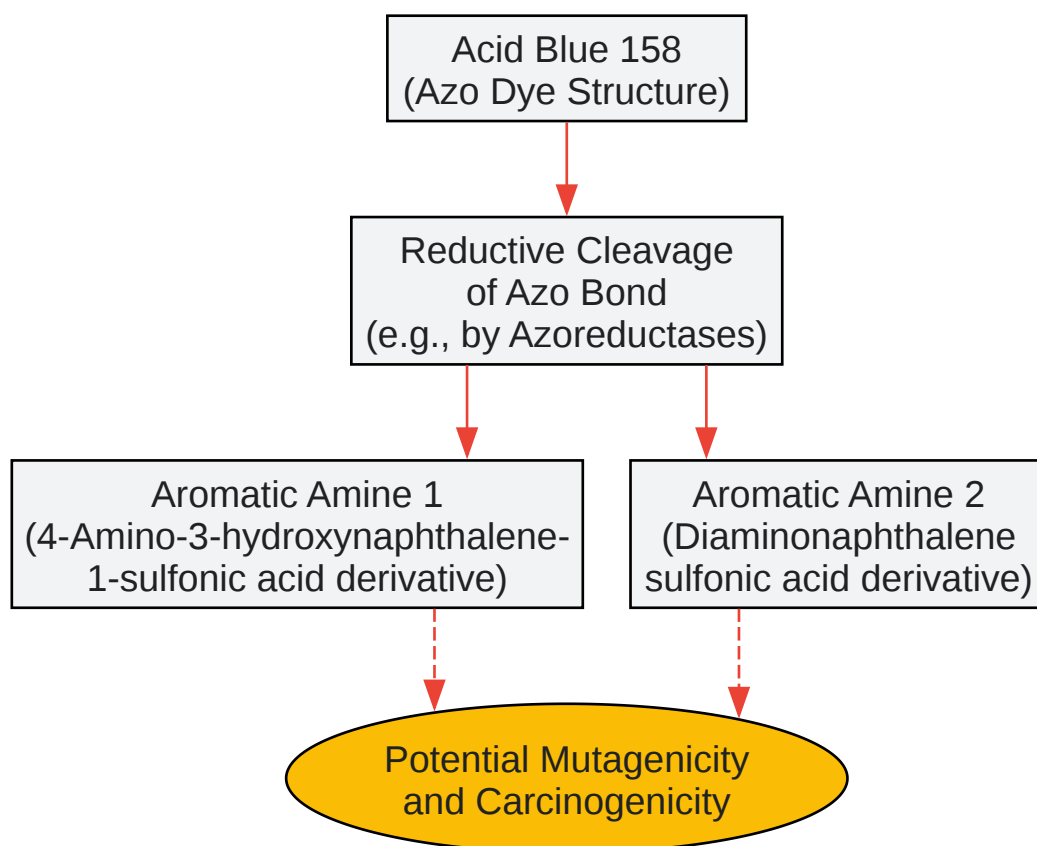 Acid Blue 158
(Azo Dye Structure)
Reductive Cleavage
of Azo Bond
(e.g., by Azoreductases)
Aromatic Amine 1
(4-Amino-3-hydroxynaphthalene-
1-sulfonic acid derivative)
Aromatic Amine 2
(Diaminonaphthalene
sulfonic acid derivative)
Potential Mutagenicity
and Carcinogenicity